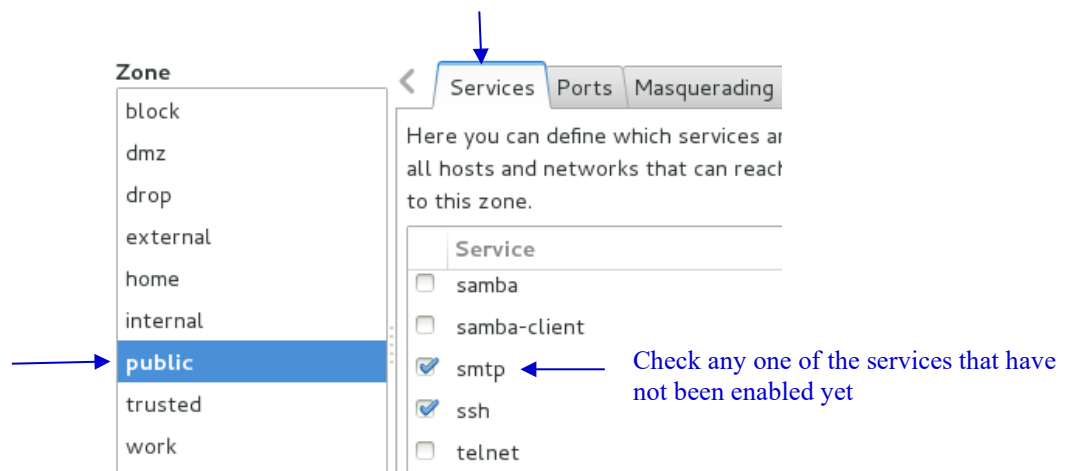 Zone
block
dmz
drop
external
home
internal
public
trusted
work
Services Ports Masquerading
Here you can define which services
all hosts and networks that can
to this zone.
Service
samba
samba-client
smtp
ssh
telnet
Check any one of the services that have
not been enabled yet